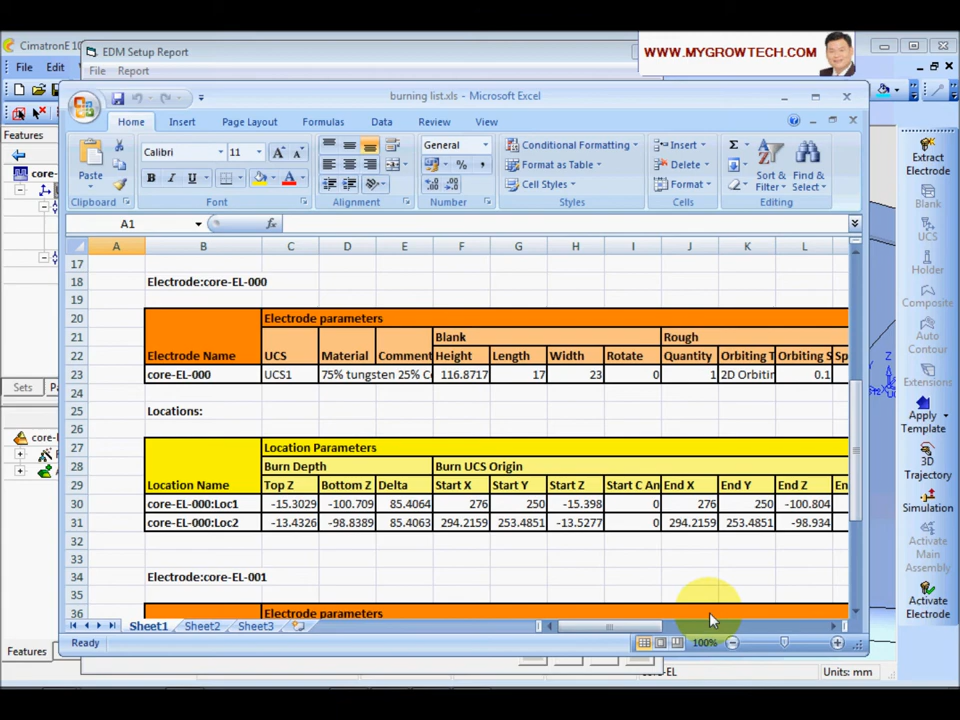 CimatronE 10
EDM Setup Report
WWW.MYGROWTECH.COM
File Edit
File Report
burning list.xls - Microsoft Excel
Home Insert Page Layout Formulas Data Review View
Paste
Calibri 11
General
Conditional Formatting
Format as Table
Cell Styles
Insert
Delete
Format
Sort & Filter
Find & Select
Clipboard Font Alignment Number Styles Cells Editing
A1 fx
A B C D E F G H I J K L
17
18 Electrode:core-EL-000
19
20 Electrode parameters
21 Blank Rough
22 Electrode Name UCS Material Comment Height Length Width Rotate Quantity Orbiting T Orbiting S Sp
23 core-EL-000 UCS1 75% tungsten 25% Co 116.8717 17 23 0 1 2D Orbitin 0.1
24
25 Locations:
26
27 Location Parameters
28 Burn Depth Burn UCS Origin
29 Location Name Top Z Bottom Z Delta Start X Start Y Start Z Start C An End X End Y End Z En
30 core-EL-000:Loc1 -15.3029 -100.709 85.4064 276 250 -15.398 0 276 250 -100.804
31 core-EL-000:Loc2 -13.4326 -98.8389 85.4063 294.2159 253.4851 -13.5277 0 294.2159 253.4851 -98.934
32
33
34 Electrode:core-EL-001
35
36 Electrode parameters
Sheet1 Sheet2 Sheet3
Ready 100%
Features
core-
Sets
core-E
Features
core-EL
Units: mm
Extract Electrode
Blank
UCS
Holder
Composite
Auto Contour
Extensions
Apply Template
3D Trajectory
Simulation
Activate Main Assembly
Activate Electrode
Z